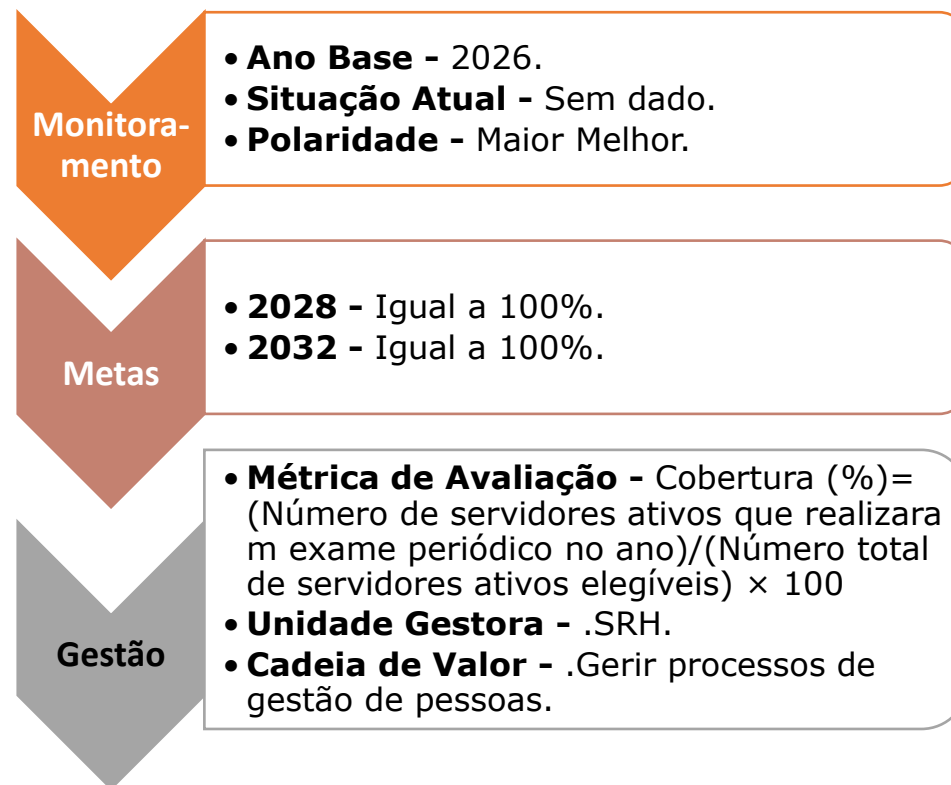 Monitora-
mento
• Ano Base - 2026.
• Situação Atual - Sem dado.
• Polaridade - Maior Melhor.
Metas
• 2028 - Igual a 100%.
• 2032 - Igual a 100%.
Gestão
• Métrica de Avaliação - Cobertura (%)=
(Número de servidores ativos que realizara
m exame periódico no ano)/(Número total
de servidores ativos elegíveis) × 100
• Unidade Gestora - .SRH.
• Cadeia de Valor - .Gerir processos de
gestão de pessoas.